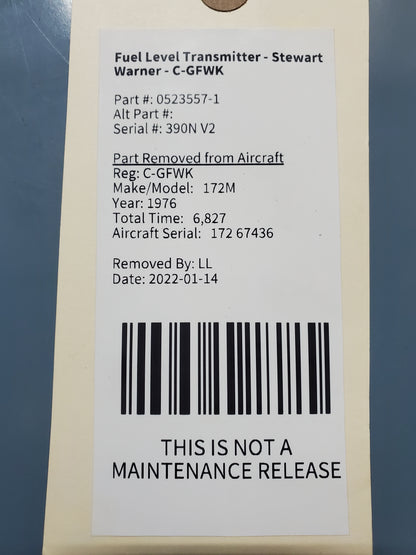 Fuel Level Transmitter - Stewart
Warner - C-GFWK
Part #: 0523557-1
Alt Part #:
Serial #: 390N V2
Part Removed from Aircraft
Reg: C-GFWK
Make/Model: 172M
Year: 1976
Total Time: 6,827
Aircraft Serial: 172 67436
Removed By: LL
Date: 2022-01-14
THIS IS NOT A
MAINTENANCE RELEASE